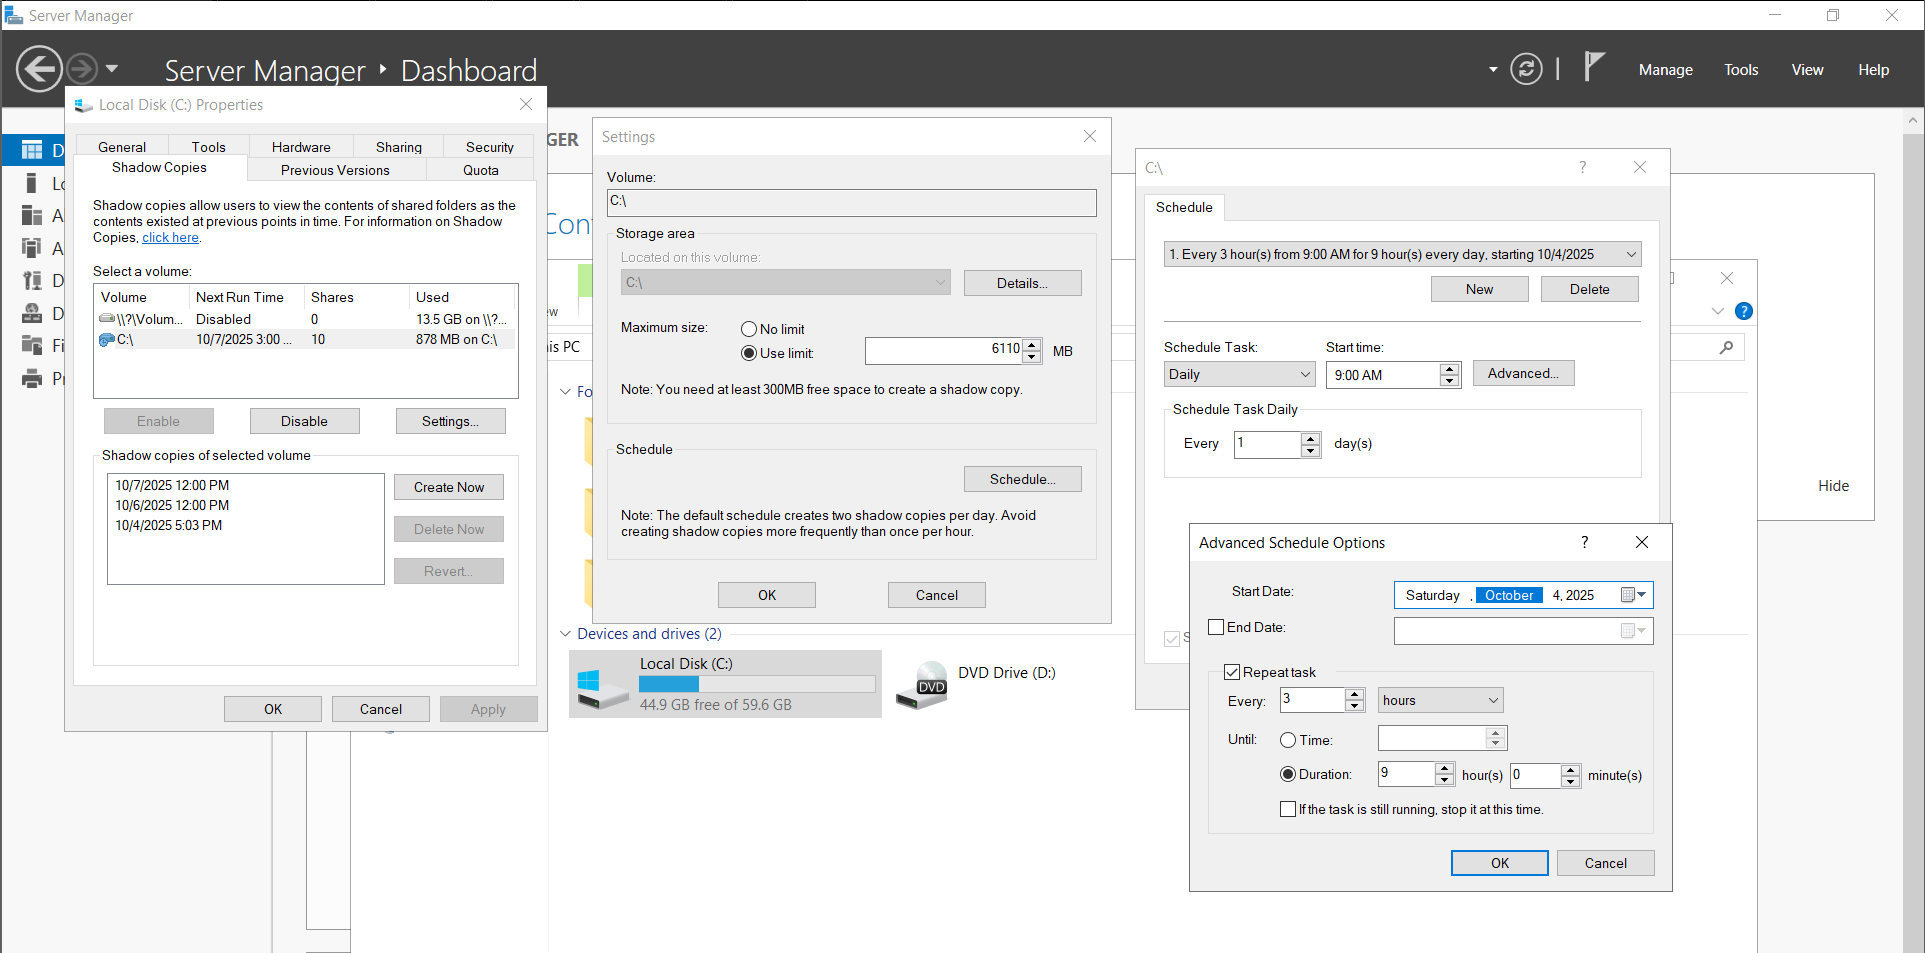 Server Manager
Server Manager ‣ Dashboard
Manage
Tools
View
Help
Local Disk (C:) Properties
General
Tools
Hardware
Sharing
Security
Shadow Copies
Previous Versions
Quota
Shadow copies allow users to view the contents of shared folders as the
contents existed at previous points in time. For information on Shadow
Copies, click here.
Select a volume:
Volume Next Run Time Shares Used
\\?\Volum... Disabled 0 13.5 GB on \\?...
C:\ 10/7/2025 3:00 ... 10 878 MB on C:\
Enable
Disable
Settings...
Shadow copies of selected volume
10/7/2025 12:00 PM
10/6/2025 12:00 PM
10/4/2025 5:03 PM
Create Now
Delete Now
Revert...
OK
Cancel
Apply
D
Lo
A
A
D
D
Fi
Pr
GER
Con
ew
his PC
Fo
Settings
Volume:
C:\
Storage area
Located on this volume:
C:\
Details...
Maximum size:
No limit
Use limit:
6110
MB
Note: You need at least 300MB free space to create a shadow copy.
Schedule
Schedule...
Note: The default schedule creates two shadow copies per day. Avoid
creating shadow copies more frequently than once per hour.
OK
Cancel
Devices and drives (2)
Local Disk (C:)
44.9 GB free of 59.6 GB
DVD
DVD Drive (D:)
C:\
?
Schedule
1. Every 3 hour(s) from 9:00 AM for 9 hour(s) every day, starting 10/4/2025
New
Delete
Schedule Task:
Start time:
Daily
9:00 AM
Advanced...
Schedule Task Daily
Every 1 day(s)
S
?
Hide
Advanced Schedule Options
?
Start Date:
Saturday , October 4, 2025
End Date:
Repeat task
Every: 3 hours
Until:
Time:
Duration: 9 hour(s) 0 minute(s)
If the task is still running, stop it at this time.
OK
Cancel